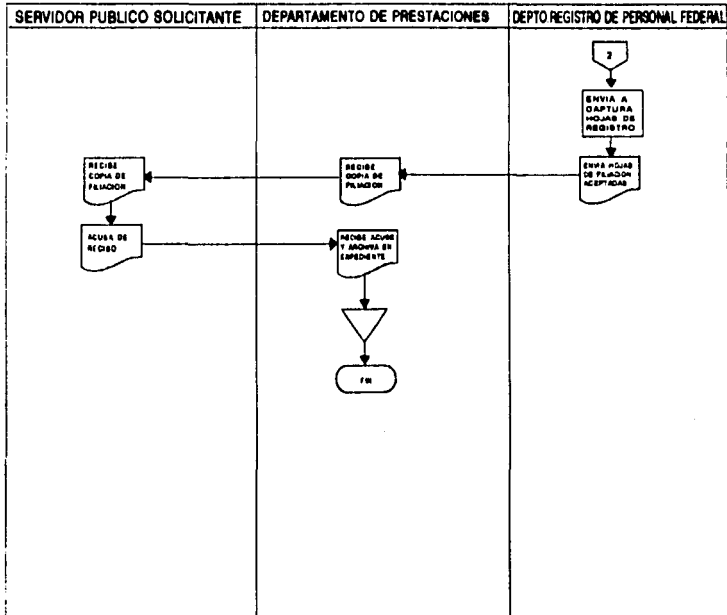 SERVIDOR PUBLICO SOLICITANTE
DEPARTAMENTO DE PRESTACIONES
DEPTO REGISTRO DE PERSONAL FEDERAL
2
ENVIA A
CAPTURA
HOJAS DE
REGISTRO
ENVIA HOJAS
DE FILIACION
ACEPTADAS
RECIBE
COPIA DE
FILIACION
RECIBE
COPIA DE
FILIACION
ACUSA DE
RECIBO
RECIBE ACUSE
Y ARCHIVA EN
EXPEDIENTE
FIN